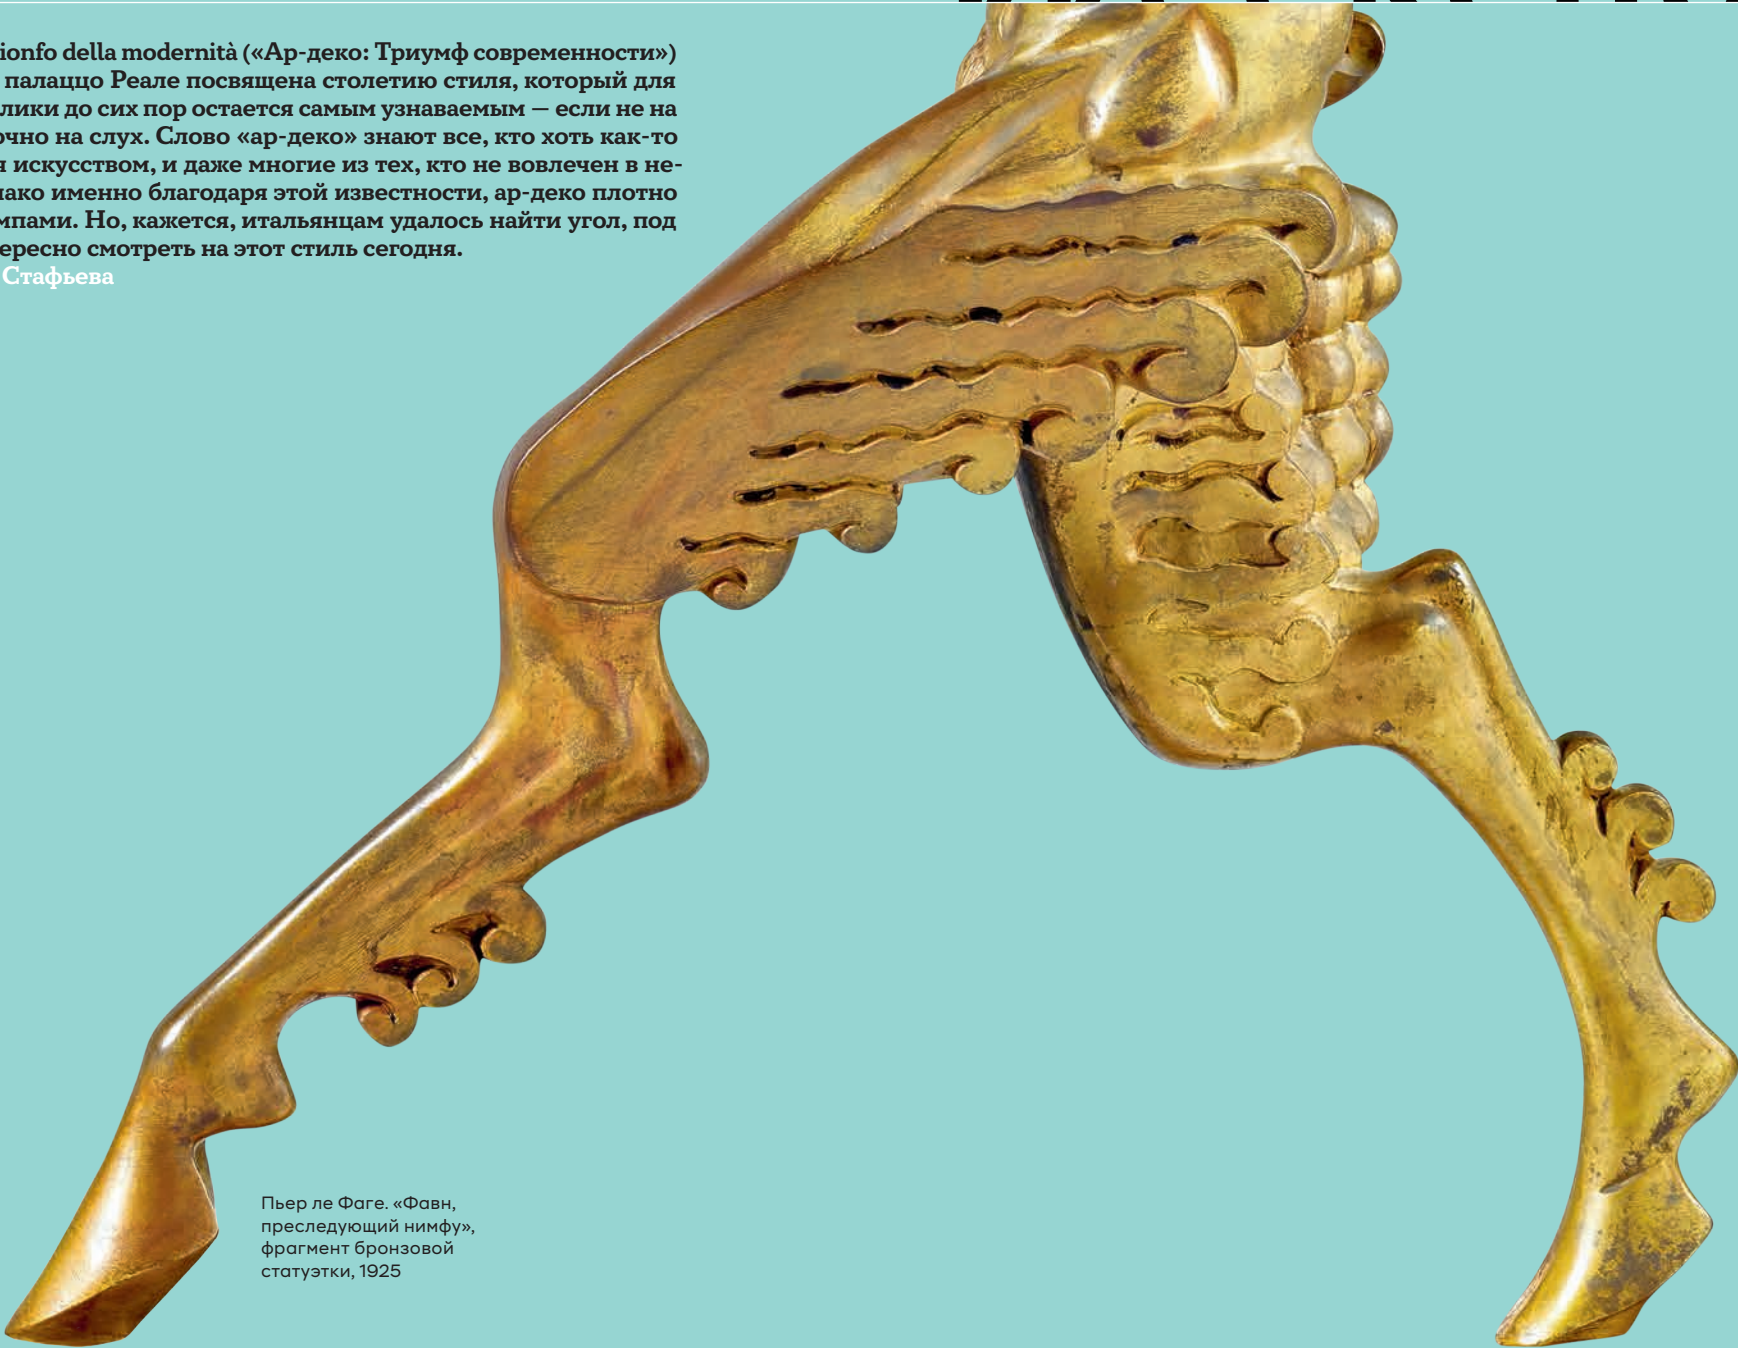 ionfo della modernità («Ар-деко: Триумф современности»)
палаццо Реале посвящена столетию стиля, который для
лики до сих пор остается самым узнаваемым — если не на
очно на слух. Слово «ар-деко» знают все, кто хоть как-то
я искусством, и даже многие из тех, кто не вовлечен в не-
нако именно благодаря этой известности, ар-деко плотно
мпами. Но, кажется, итальянцам удалось найти угол, под
ересно смотреть на этот стиль сегодня.
Стафьева
Пьер ле Фаге. «Фавн,
преследующий нимфу»,
фрагмент бронзовой
статуэтки, 1925